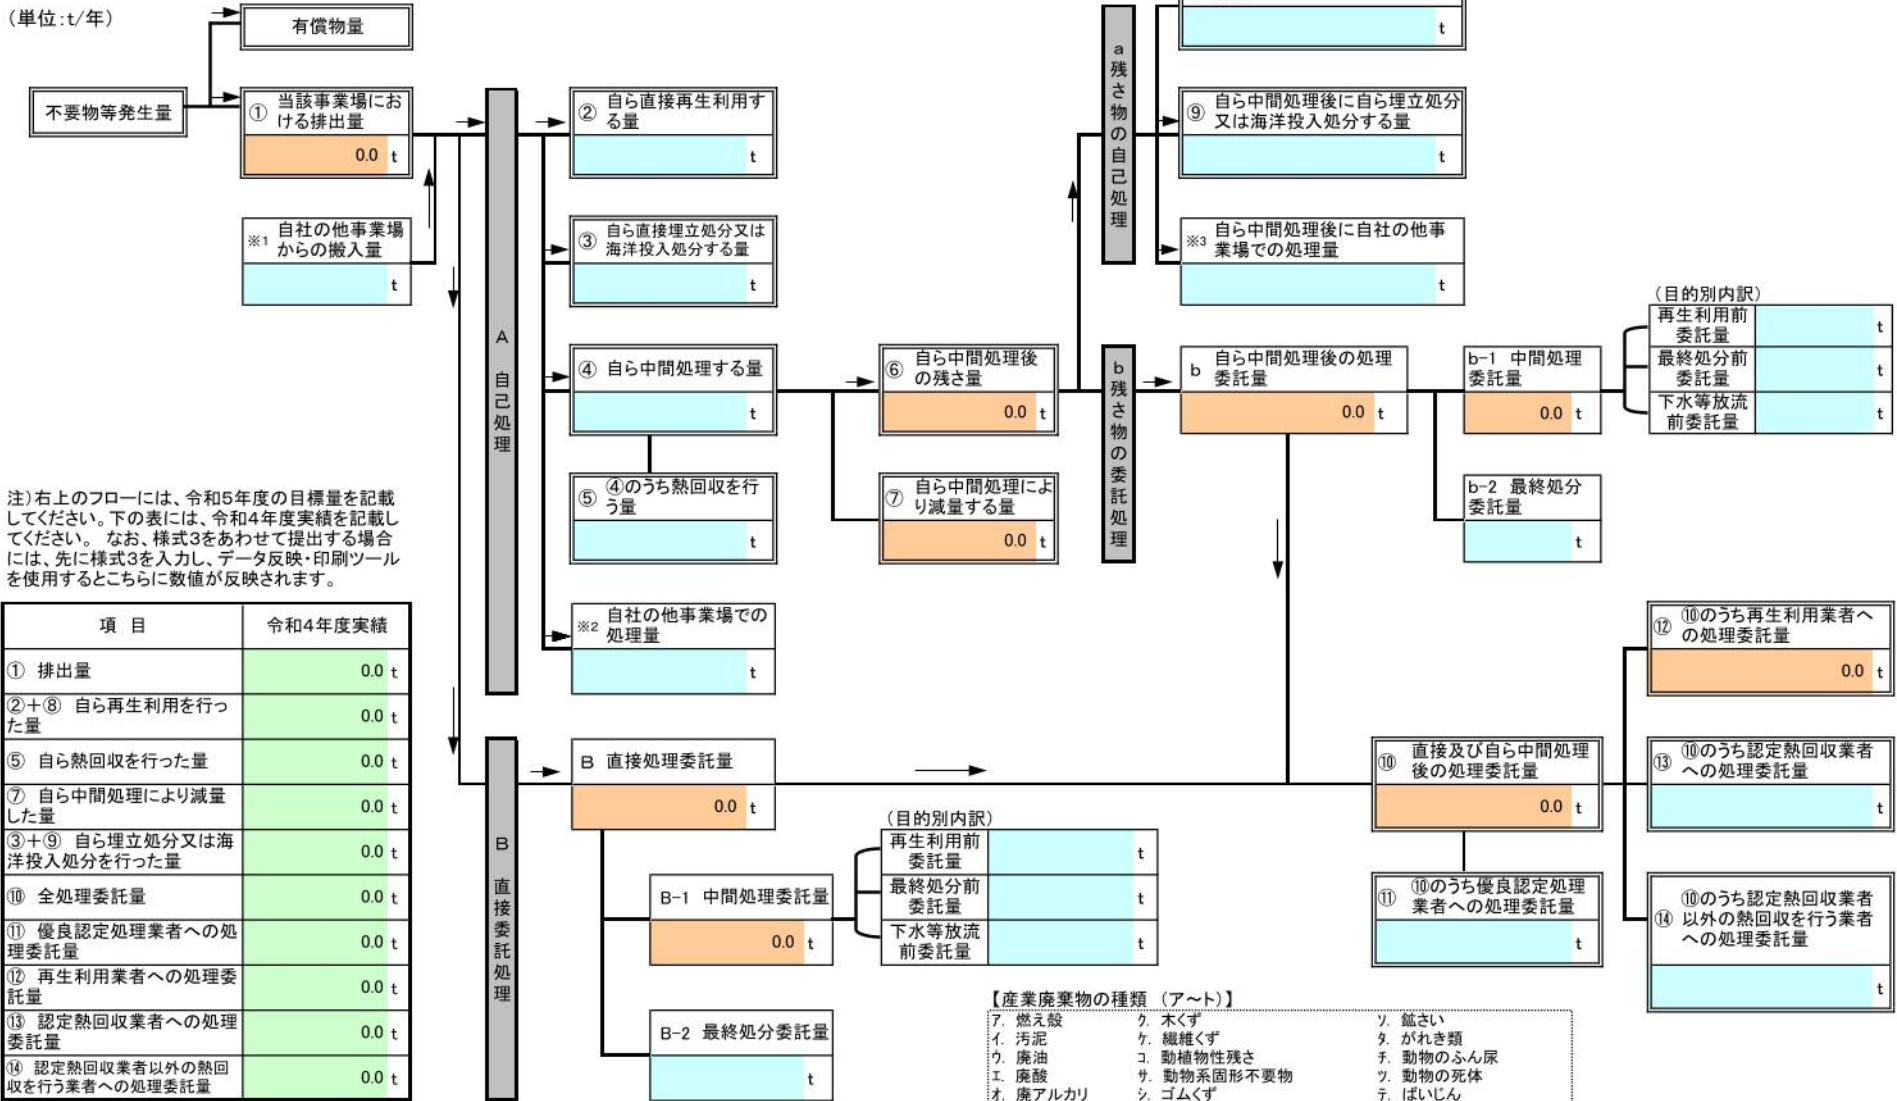 (単位:t/年)
有償物量
不要物等発生量
① 当該事業場にお
ける排出量
0.0 t
※1 自社の他事業場
からの搬入量
t
A 自己処理
② 自ら直接再生利用す
る量
t
③ 自ら直接埋立処分又は
海洋投入処分する量
t
④ 自ら中間処理する量
t
⑤ ④のうち熱回収を行
う量
t
※2 自社の他事業場での
処理量
t
⑥ 自ら中間処理後
の残さ量
0.0 t
⑦ 自ら中間処理によ
り減量する量
0.0 t
a 残さ物の自己処理
t
⑨ 自ら中間処理後に自ら埋立処分
又は海洋投入処分する量
t
※3 自ら中間処理後に自社の他事
業場での処理量
t
b 残さ物の委託処理
b 自ら中間処理後の処理
委託量
0.0 t
b-1 中間処理
委託量
0.0 t
(目的別内訳)
再生利用前
委託量
t
最終処分前
委託量
t
下水等放流
前委託量
t
b-2 最終処分
委託量
t
注)右上のフローには、令和5年度の目標量を記載
してください。下の表には、令和4年度実績を記載し
てください。 なお、様式3をあわせて提出する場合
には、先に様式3を入力し、データ反映・印刷ツール
を使用するとこちらに数値が反映されます。
項 目 令和4年度実績
① 排出量 0.0 t
②+⑧ 自ら再生利用を行っ
た量
0.0 t
⑤ 自ら熱回収を行った量 0.0 t
⑦ 自ら中間処理により減量
した量
0.0 t
③+⑨ 自ら埋立処分又は海
洋投入処分を行った量
0.0 t
⑩ 全処理委託量 0.0 t
⑪ 優良認定処理業者への処
理委託量
0.0 t
⑫ 再生利用業者への処理委
託量
0.0 t
⑬ 認定熱回収業者への処理
委託量
0.0 t
⑭ 認定熱回収業者以外の熱回
収を行う業者への処理委託量
0.0 t
B 直接委託処理
B 直接処理委託量
0.0 t
B-1 中間処理委託量
0.0 t
(目的別内訳)
再生利用前
委託量
t
最終処分前
委託量
t
下水等放流
前委託量
t
B-2 最終処分委託量
t
⑩ 直接及び自ら中間処理
後の処理委託量
0.0 t
⑪ ⑩のうち優良認定処理
業者への処理委託量
t
⑫ ⑩のうち再生利用業者へ
の処理委託量
0.0 t
⑬ ⑩のうち認定熱回収業者
への処理委託量
t
⑭ ⑩のうち認定熱回収業者
以外の熱回収を行う業者
への処理委託量
t
【産業廃棄物の種類 (ア~ト)】
ア. 燃え殻 ク. 木くず ソ. 鉱さい
イ. 汚泥 ケ. 繊維くず タ. がれき類
ウ. 廃油 コ. 動植物性残さ チ. 動物のふん尿
エ. 廃酸 サ. 動物系固形不要物 ツ. 動物の死体
オ. 廃アルカリ シ. ゴムくず テ. ばいじん